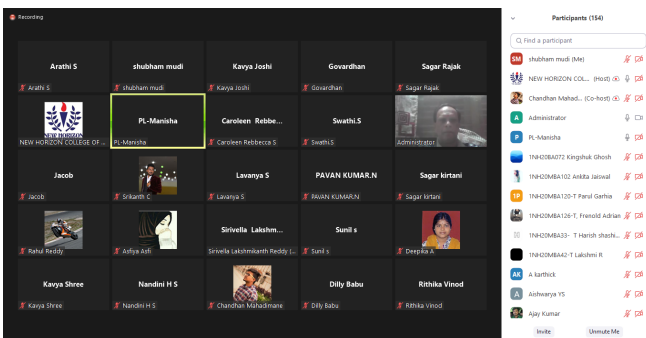 Recording
Participants (154)
Find a participant
Arathi S
Arathi S
shubham mudi
shubham mudi
Kavya Joshi
Kavya Joshi
Govardhan
Govardhan
Sagar Rajak
Sagar Rajak
NEW HORIZON
NEW HORIZON COLLEGE OF ...
PL-Manisha
PL-Manisha
Caroleen Rebbe...
Caroleen Rebbecca S
Swathi.S
Swathi.S
Administrator
Jacob
Jacob
Srikanth C
Lavanya S
Lavanya S
PAVAN KUMAR.N
PAVAN KUMAR.N
Sagar kirtani
Sagar kirtani
Rahul Reddy
Asfiya Asfi
Sirivella Lakshm...
Sirivella Lakshmikanth Reddy (...
Sunil s
Sunil s
Deepika A
Kavya Shree
Kavya Shree
Nandini H S
Nandini H S
Chandhan Mahadimane
Dilly Babu
Dilly Babu
Rithika Vinod
Rithika Vinod
SM shubham mudi (Me)
NEW HORIZON COL... (Host)
Chandhan Mahad... (Co-host)
A Administrator
P PL-Manisha
1NH20BA072 Kingshuk Ghosh
1NH20MBA102 Ankita Jaiswal
1P 1NH20MBA120-T Parul Garhia
1NH20MBA126-T, Frenold Adrian
1NH20MBA33- T Harish shashi...
1NH20MBA42-T Lakshmi R
AK A karthick
A Aishwarya YS
Ajay Kumar
Invite
Unmute Me